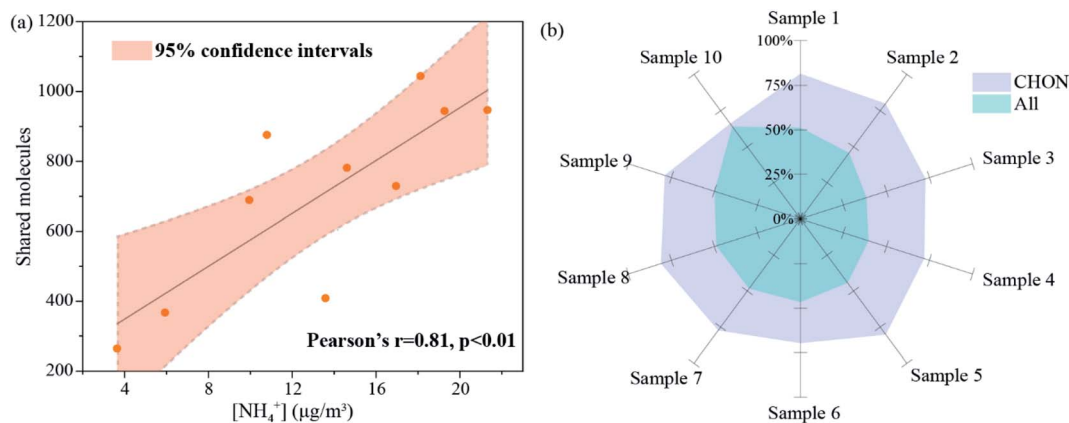 (a)
1200
1000
800
600
400
200
Shared molecules
95% confidence intervals
Pearson's r=0.81, p<0.01
4
8
12
16
20
[NH₄⁺] (μg/m³)
(b)
Sample 1
Sample 2
Sample 3
Sample 4
Sample 5
Sample 6
Sample 7
Sample 8
Sample 9
Sample 10
100%
75%
50%
25%
0%
CHON
All